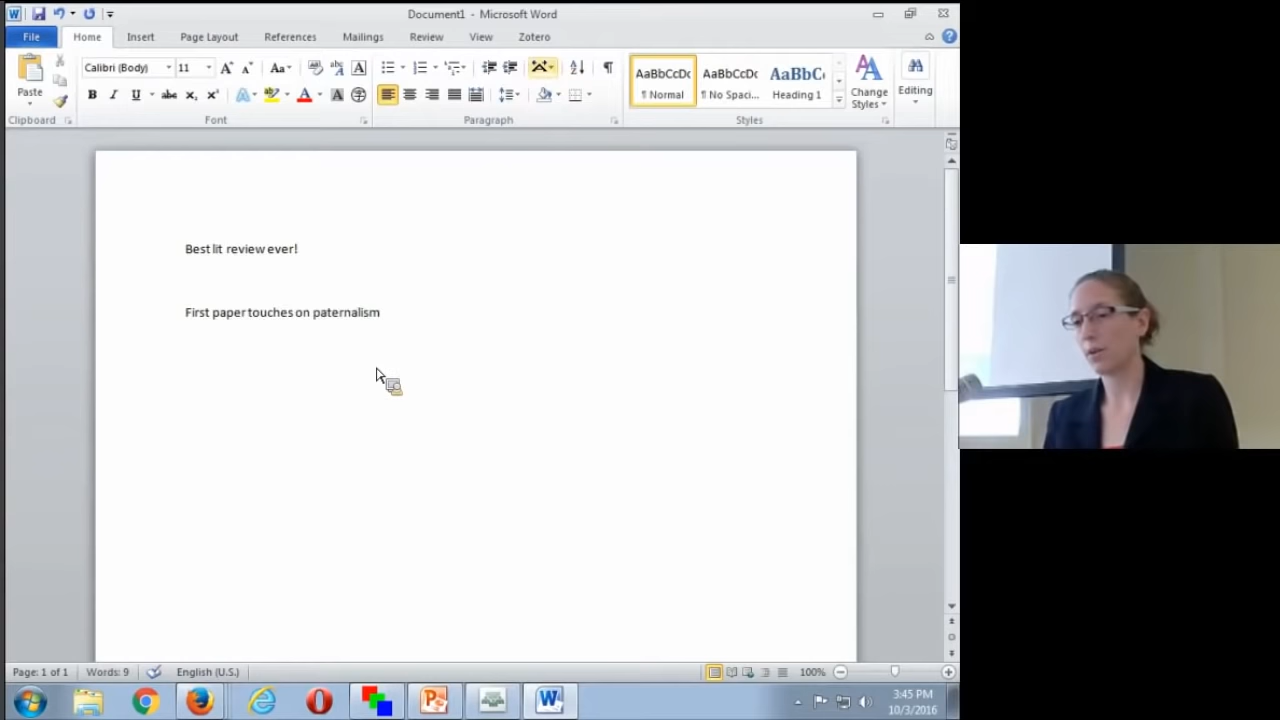 Document1 - Microsoft Word
File Home Insert Page Layout References Mailings Review View Zotero
Calibri (Body) 11 Aa
AaBbCcDc AaBbCcDc AaBbC
Paste
¶ Normal ¶ No Spaci... Heading 1 Change Styles Editing
Clipboard Font Paragraph Styles
Best lit review ever!
First paper touches on paternalism
Page: 1 of 1 Words: 9 English (U.S.) 100%
3:45 PM
10/3/2016